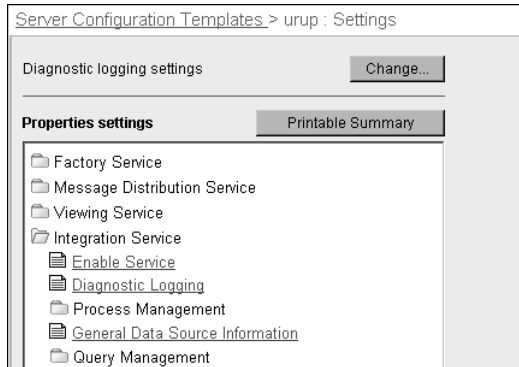 Server Configuration Templates > urup : Settings
Diagnostic logging settings Change...
Properties settings Printable Summary
Factory Service
Message Distribution Service
Viewing Service
Integration Service
Enable Service
Diagnostic Logging
Process Management
General Data Source Information
Query Management